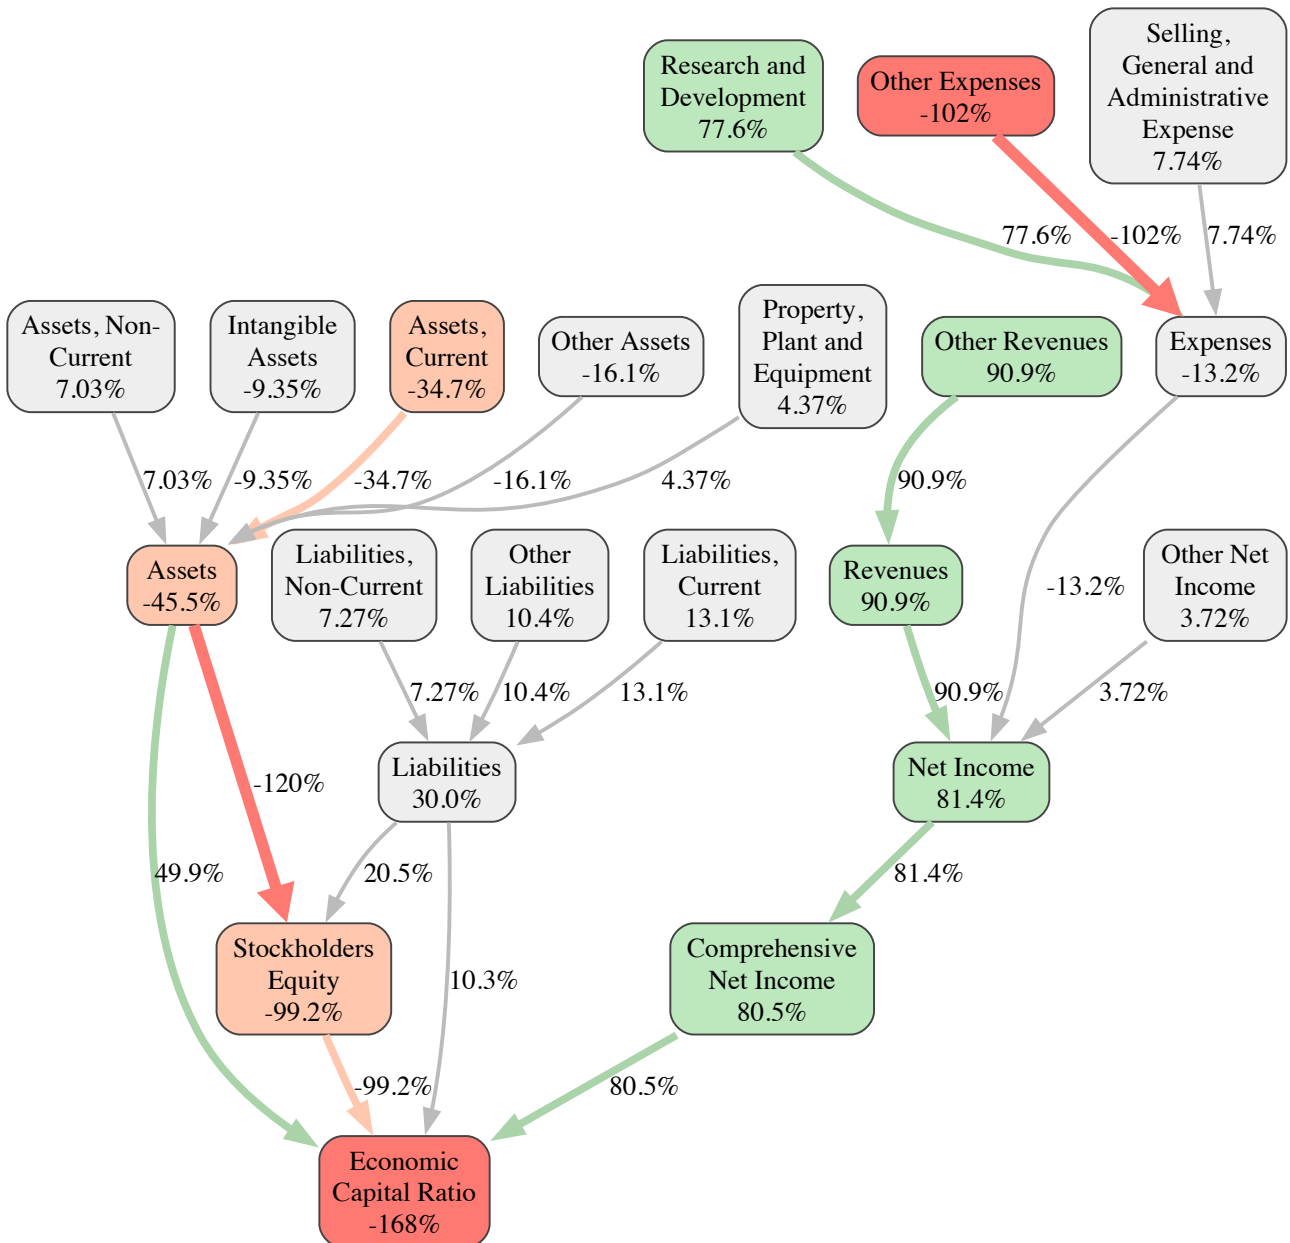 Research and
Development
77.6%
Other Expenses
-102%
Selling,
General and
Administrative
Expense
7.74%
77.6%
-102%
7.74%
Assets, Non-
Current
7.03%
Intangible
Assets
-9.35%
Assets,
Current
-34.7%
Other Assets
-16.1%
Property,
Plant and
Equipment
4.37%
Other Revenues
90.9%
Expenses
-13.2%
7.03%
-9.35%
-34.7%
-16.1%
4.37%
90.9%
Assets
-45.5%
Liabilities,
Non-Current
7.27%
Other
Liabilities
10.4%
Liabilities,
Current
13.1%
Revenues
90.9%
-13.2%
Other Net
Income
3.72%
7.27%
10.4%
13.1%
90.9%
3.72%
-120%
Liabilities
30.0%
Net Income
81.4%
49.9%
20.5%
81.4%
Stockholders
Equity
-99.2%
10.3%
Comprehensive
Net Income
80.5%
-99.2%
80.5%
Economic
Capital Ratio
-168%